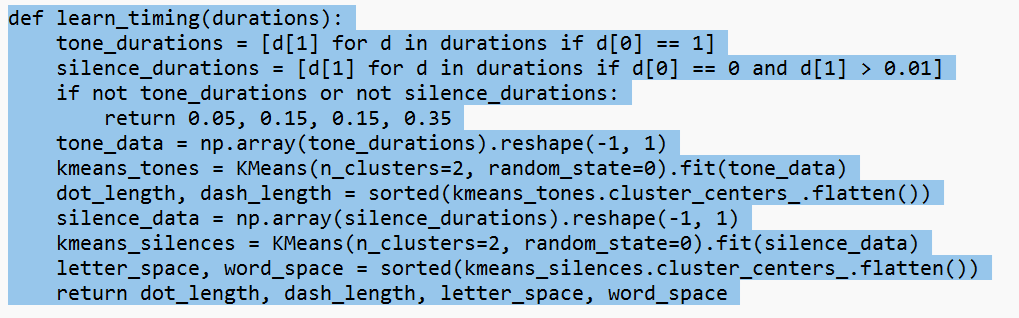 def learn_timing(durations):
    tone_durations = [d[1] for d in durations if d[0] == 1]
    silence_durations = [d[1] for d in durations if d[0] == 0 and d[1] > 0.01]
    if not tone_durations or not silence_durations:
        return 0.05, 0.15, 0.15, 0.35
    tone_data = np.array(tone_durations).reshape(-1, 1)
    kmeans_tones = KMeans(n_clusters=2, random_state=0).fit(tone_data)
    dot_length, dash_length = sorted(kmeans_tones.cluster_centers_.flatten())
    silence_data = np.array(silence_durations).reshape(-1, 1)
    kmeans_silences = KMeans(n_clusters=2, random_state=0).fit(silence_data)
    letter_space, word_space = sorted(kmeans_silences.cluster_centers_.flatten())
    return dot_length, dash_length, letter_space, word_space